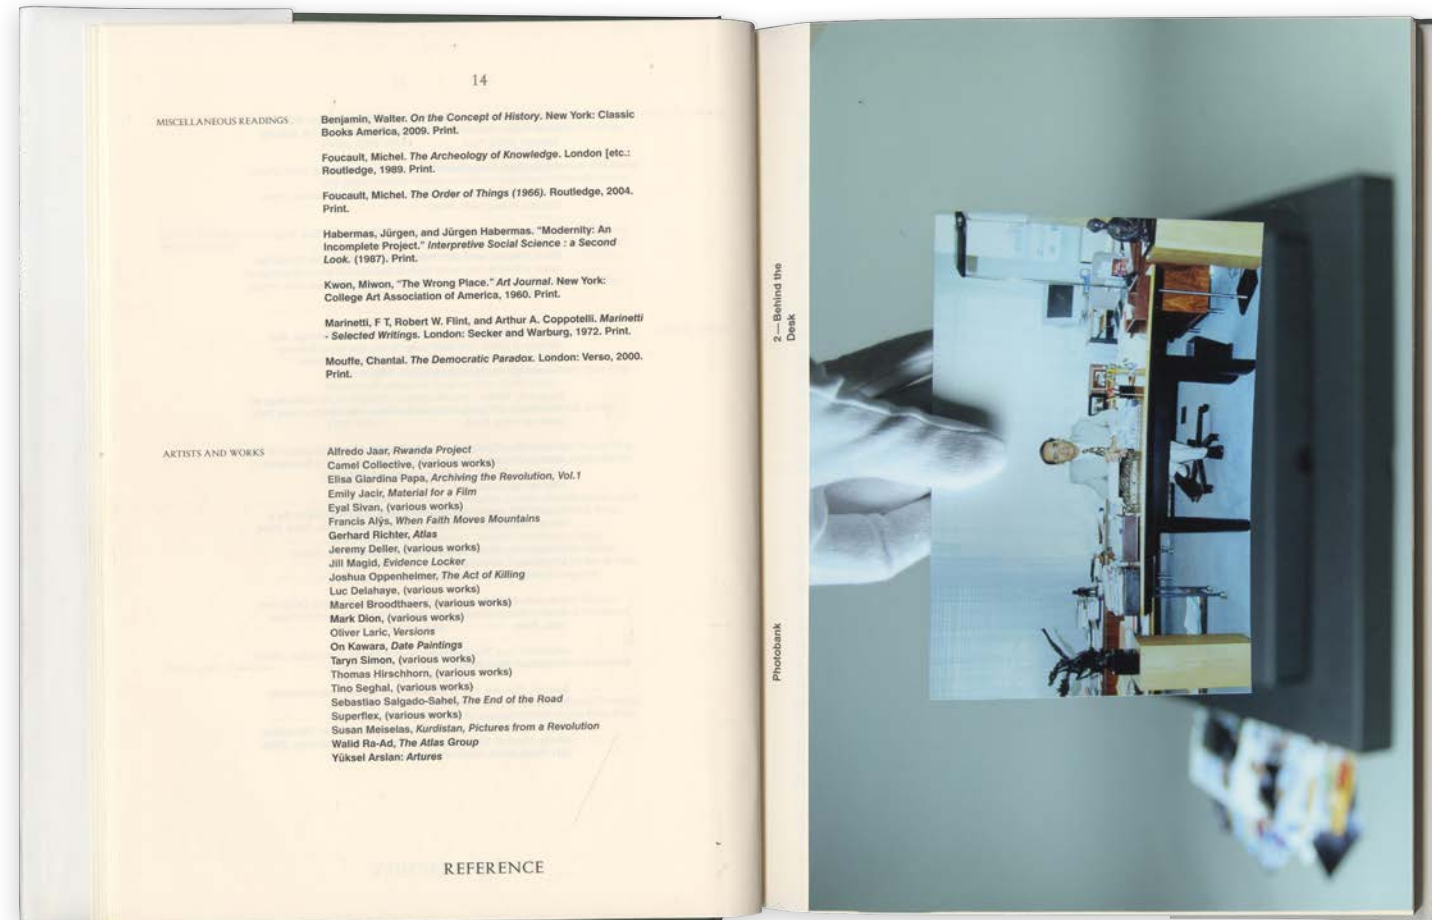 14
MISCELLANEOUS READINGS
Benjamin, Walter. On the Concept of History. New York: Classic
Books America, 2009. Print.
Foucault, Michel. The Archeology of Knowledge. London [etc.:
Routledge, 1989. Print.
Foucault, Michel. The Order of Things (1966). Routledge, 2004.
Print.
Habermas, Jürgen, and Jürgen Habermas. "Modernity: An
Incomplete Project." Interpretive Social Science : a Second
Look. (1987). Print.
Kwon, Miwon, "The Wrong Place." Art Journal. New York:
College Art Association of America, 1960. Print.
Marinetti, F T, Robert W. Flint, and Arthur A. Coppotelli. Marinetti
- Selected Writings. London: Secker and Warburg, 1972. Print.
Mouffe, Chantal. The Democratic Paradox. London: Verso, 2000.
Print.
ARTISTS AND WORKS
Alfredo Jaar, Rwanda Project
Camel Collective, (various works)
Elisa Giardina Papa, Archiving the Revolution, Vol.1
Emily Jacir, Material for a Film
Eyal Sivan, (various works)
Francis Alÿs, When Faith Moves Mountains
Gerhard Richter, Atlas
Jeremy Deller, (various works)
Jill Magid, Evidence Locker
Joshua Oppenheimer, The Act of Killing
Luc Delahaye, (various works)
Marcel Broodthaers, (various works)
Mark Dion, (various works)
Oliver Laric, Versions
On Kawara, Date Paintings
Taryn Simon, (various works)
Thomas Hirschhorn, (various works)
Tino Seghal, (various works)
Sebastiao Salgado-Sahel, The End of the Road
Superflex, (various works)
Susan Meiselas, Kurdistan, Pictures from a Revolution
Walid Ra-Ad, The Atlas Group
Yüksel Arslan: Artures
REFERENCE
2 — Behind the
Desk
Photobank